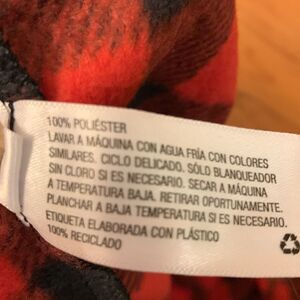 100% POLIÉSTER
LAVAR A MÁQUINA CON AGUA FRÍA CON COLORES
SIMILARES. CICLO DELICADO. SÓLO BLANQUEADOR
SIN CLORO SI ES NECESARIO. SECAR A MÁQUINA
A TEMPERATURA BAJA. RETIRAR OPORTUNAMENTE.
PLANCHAR A BAJA TEMPERATURA SI ES NECESARIO.
ETIQUETA ELABORADA CON PLÁSTICO
100% RECICLADO